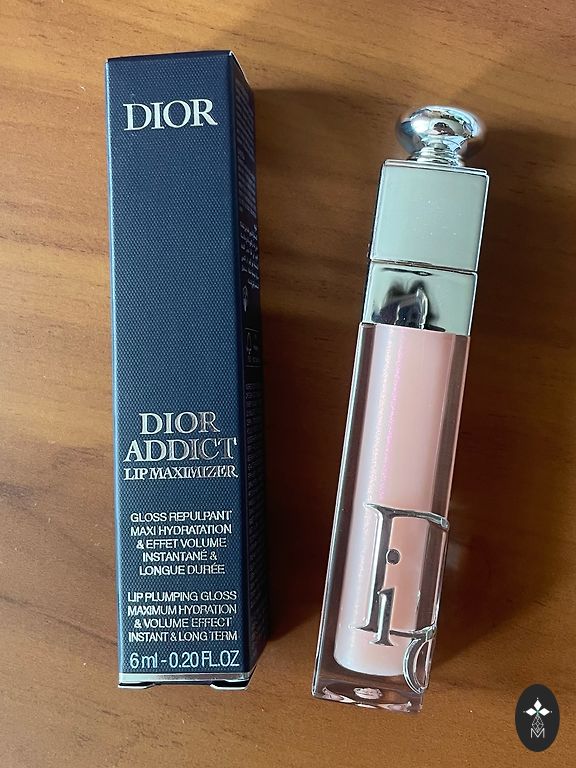 DIOR
DIOR
ADDICT
LIP MAXIMIZER
GLOSS REPULPANT
MAXI HYDRATATION
& EFFET VOLUME
INSTANTANÉ &
LONGUE DURÉE
LIP PLUMPING GLOSS
MAXIMUM HYDRATION
& VOLUME EFFECT
INSTANT & LONG TERM
6 ml - 0.20 FL.OZ
M